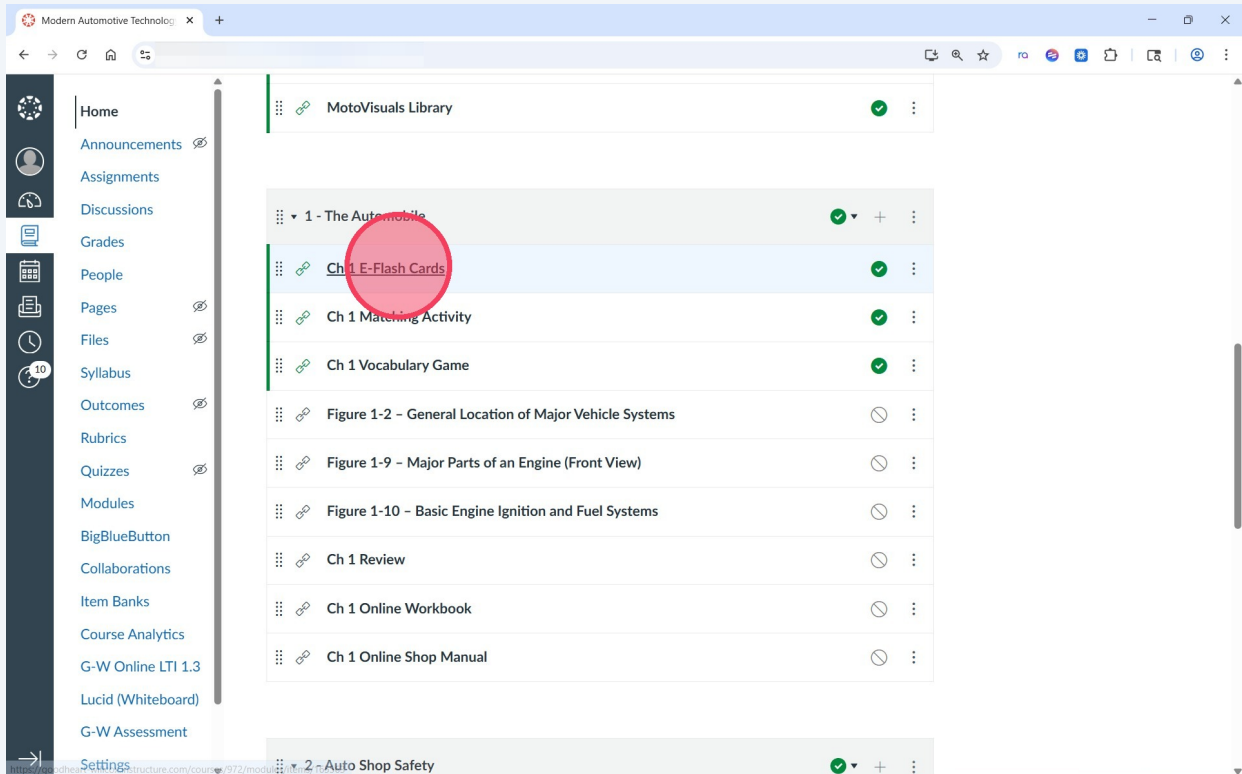 Modern Automotive Technolog
MotoVisuals Library
Home
Announcements
Assignments
Discussions
Grades
People
Pages
Files
Syllabus
Outcomes
Rubrics
Quizzes
Modules
BigBlueButton
Collaborations
Item Banks
Course Analytics
G-W Online LTI 1.3
Lucid (Whiteboard)
G-W Assessment
Settings
10
1 - The Automobile
Ch 1 E-Flash Cards
Ch 1 Matching Activity
Ch 1 Vocabulary Game
Figure 1-2 – General Location of Major Vehicle Systems
Figure 1-9 – Major Parts of an Engine (Front View)
Figure 1-10 – Basic Engine Ignition and Fuel Systems
Ch 1 Review
Ch 1 Online Workbook
Ch 1 Online Shop Manual
2 - Auto Shop Safety